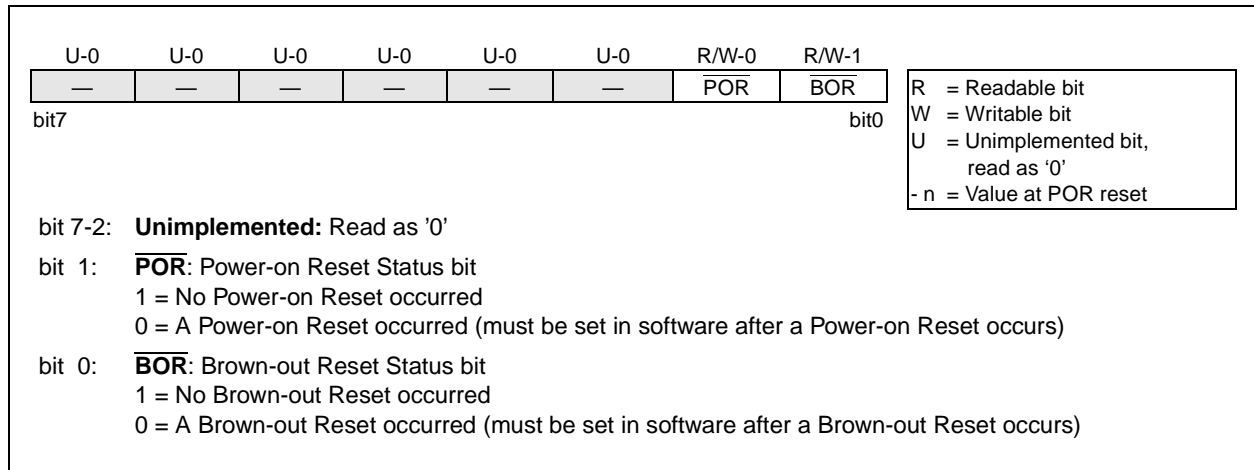 U-0 U-0 U-0 U-0 U-0 U-0 R/W-0 R/W-1
— — — — — — P̅O̅R̅ B̅O̅R̅
bit7 bit0
R = Readable bit
W = Writable bit
U = Unimplemented bit,
read as ‘0’
- n = Value at POR reset
bit 7-2: Unimplemented: Read as ’0’
bit 1: P̅O̅R̅: Power-on Reset Status bit
1 = No Power-on Reset occurred
0 = A Power-on Reset occurred (must be set in software after a Power-on Reset occurs)
bit 0: B̅O̅R̅: Brown-out Reset Status bit
1 = No Brown-out Reset occurred
0 = A Brown-out Reset occurred (must be set in software after a Brown-out Reset occurs)